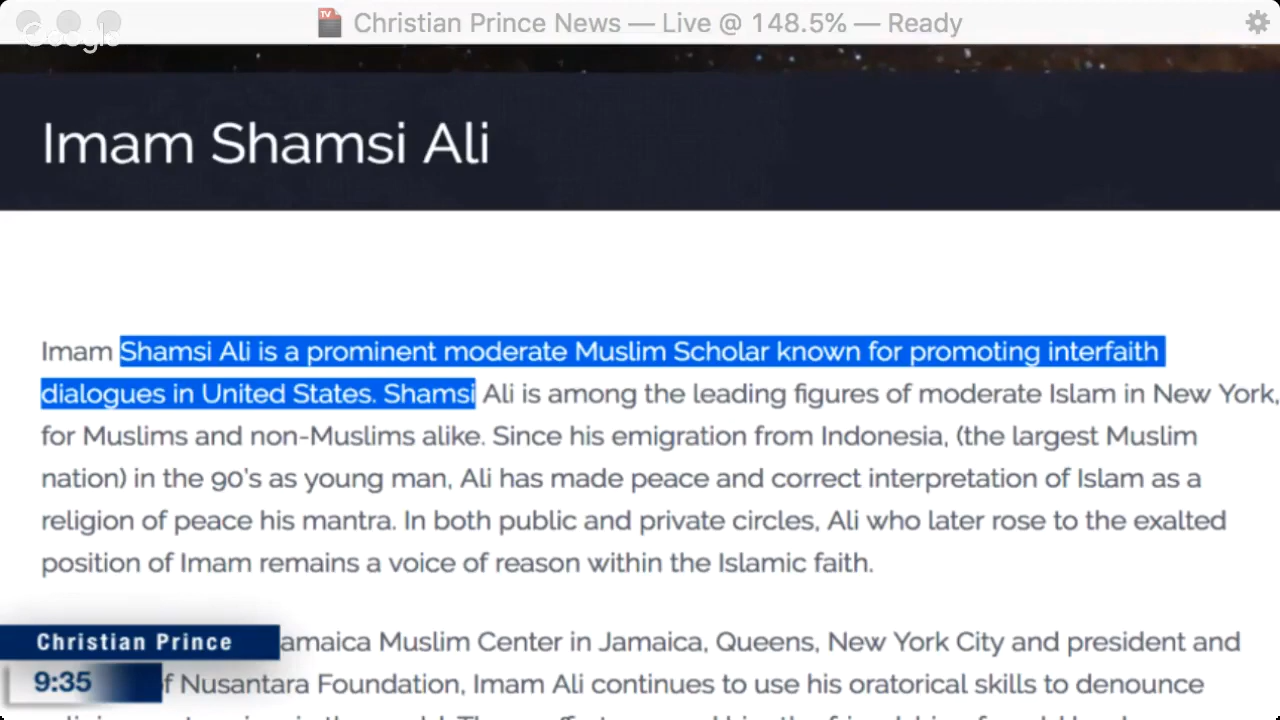 Christian Prince News — Live @ 148.5% — Ready
Google
Imam Shamsi Ali
Imam Shamsi Ali is a prominent moderate Muslim Scholar known for promoting interfaith
dialogues in United States. Shamsi Ali is among the leading figures of moderate Islam in New York,
for Muslims and non-Muslims alike. Since his emigration from Indonesia, (the largest Muslim
nation) in the 90's as young man, Ali has made peace and correct interpretation of Islam as a
religion of peace his mantra. In both public and private circles, Ali who later rose to the exalted
position of Imam remains a voice of reason within the Islamic faith.
Christian Prince
amaica Muslim Center in Jamaica, Queens, New York City and president and
9:35
f Nusantara Foundation, Imam Ali continues to use his oratorical skills to denounce